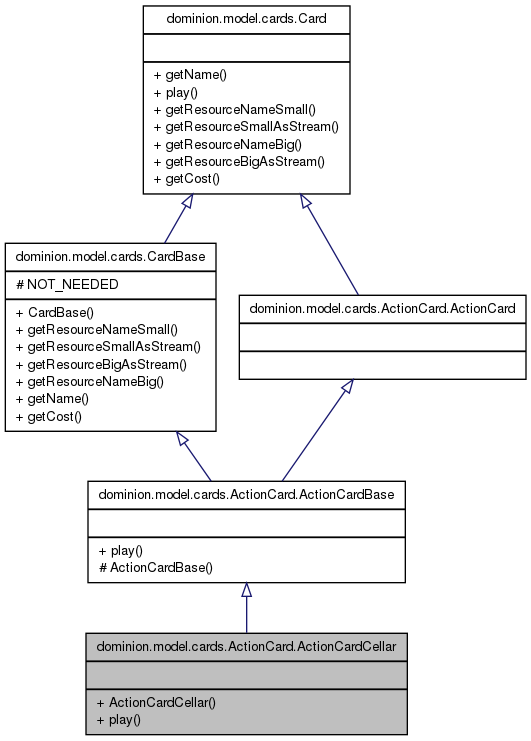 dominion.model.cards.Card
+ getName()
+ play()
+ getResourceNameSmall()
+ getResourceSmallAsStream()
+ getResourceNameBig()
+ getResourceBigAsStream()
+ getCost()
dominion.model.cards.CardBase
# NOT_NEEDED
+ CardBase()
+ getResourceNameSmall()
+ getResourceSmallAsStream()
+ getResourceBigAsStream()
+ getResourceNameBig()
+ getName()
+ getCost()
dominion.model.cards.ActionCard.ActionCard
dominion.model.cards.ActionCard.ActionCardBase
+ play()
# ActionCardBase()
dominion.model.cards.ActionCard.ActionCardCellar
+ ActionCardCellar()
+ play()